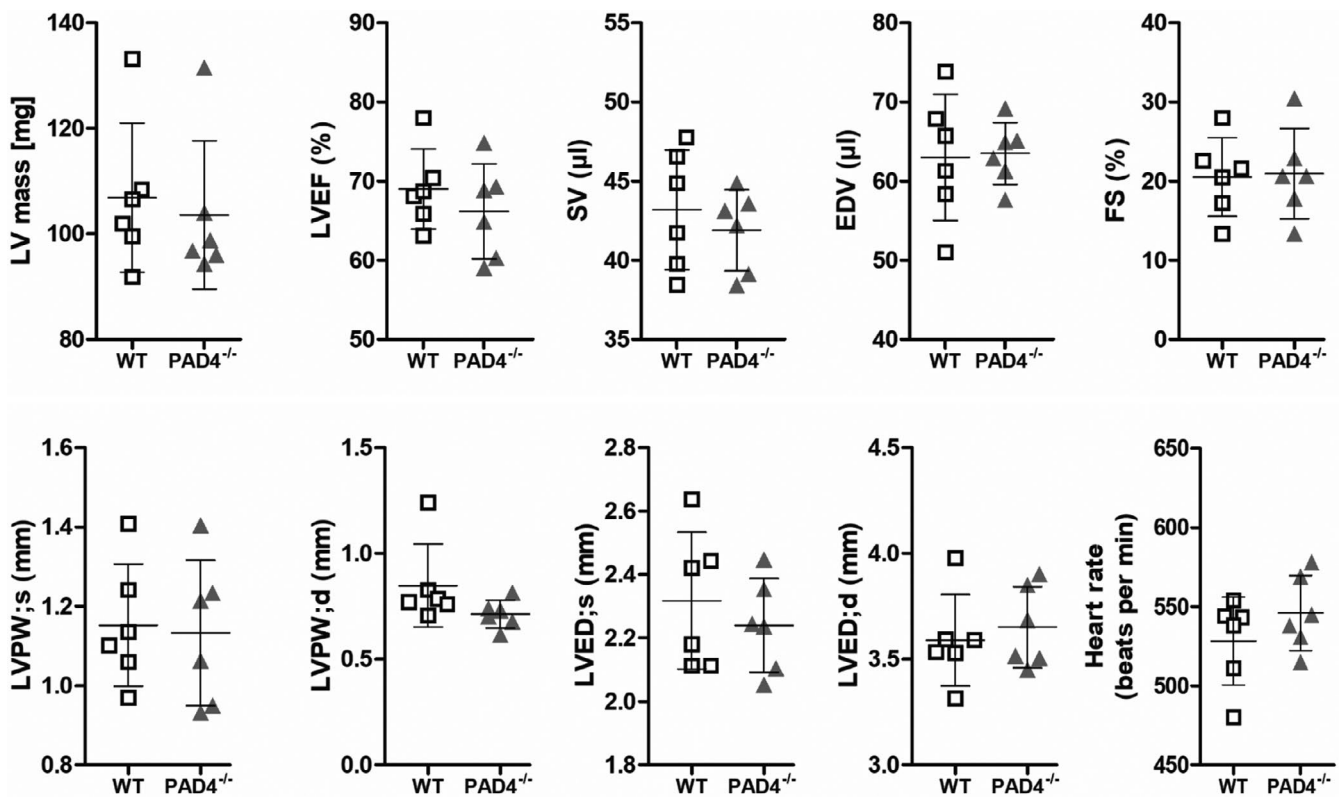 LV mass [mg]
140
120
100
80
WT PAD4⁻/⁻
LVEF (%)
90
80
70
60
50
WT PAD4⁻/⁻
SV (µl)
50
45
40
35
WT PAD4⁻/⁻
EDV (µl)
80
70
60
50
40
WT PAD4⁻/⁻
FS (%)
40
30
20
10
0
WT PAD4⁻/⁻
LVPW;s (mm)
1.6
1.4
1.2
1.0
0.8
WT PAD4⁻/⁻
LVPW;d (mm)
1.5
1.0
0.5
0.0
WT PAD4⁻/⁻
LVED;s (mm)
2.8
2.6
2.4
2.2
2.0
1.8
WT PAD4⁻/⁻
LVED;d (mm)
4.5
4.0
3.5
3.0
WT PAD4⁻/⁻
Heart rate
(beats per min)
650
600
550
500
450
WT PAD4⁻/⁻